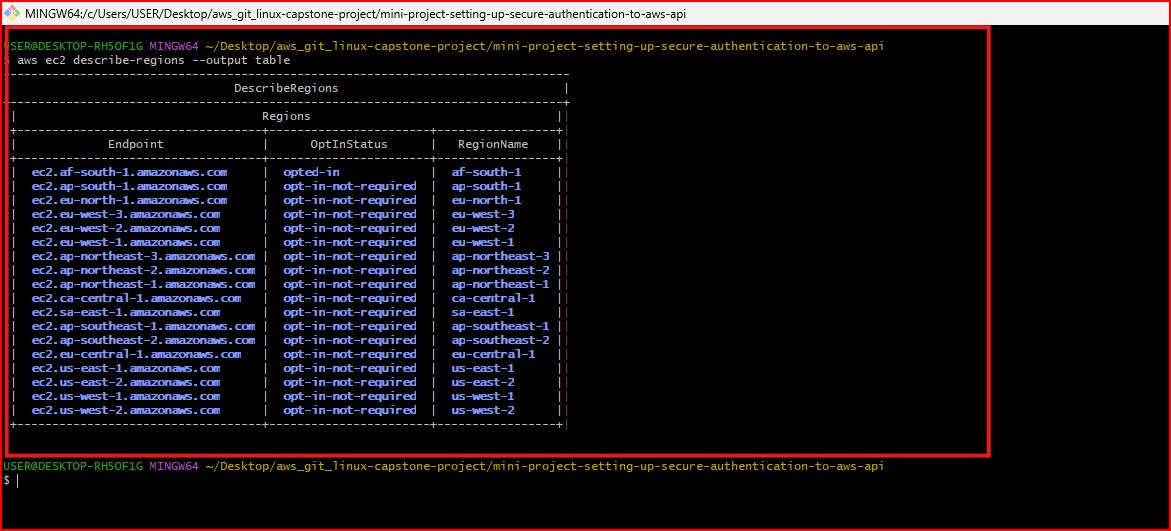 MINGW64:/c/Users/USER/Desktop/aws_git_linux-capstone-project/mini-project-setting-up-secure-authentication-to-aws-api
USER@DESKTOP-RH5OF1G MINGW64 ~/Desktop/aws_git_linux-capstone-project/mini-project-setting-up-secure-authentication-to-aws-api
$ aws ec2 describe-regions --output table
--------------------------------------------------------------------------------
|                                DescribeRegions                                |
+-------------------------------------------------------------------------------+
||                                   Regions                                   ||
|+-----------------------------------+-----------------------+-----------------+|
||             Endpoint              |      OptInStatus      |   RegionName    ||
|+-----------------------------------+-----------------------+-----------------+|
||  ec2.af-south-1.amazonaws.com     |  opted-in             |  af-south-1     ||
||  ec2.ap-south-1.amazonaws.com     |  opt-in-not-required  |  ap-south-1     ||
||  ec2.eu-north-1.amazonaws.com     |  opt-in-not-required  |  eu-north-1     ||
||  ec2.eu-west-3.amazonaws.com      |  opt-in-not-required  |  eu-west-3      ||
||  ec2.eu-west-2.amazonaws.com      |  opt-in-not-required  |  eu-west-2      ||
||  ec2.eu-west-1.amazonaws.com      |  opt-in-not-required  |  eu-west-1      ||
||  ec2.ap-northeast-3.amazonaws.com |  opt-in-not-required  |  ap-northeast-3 ||
||  ec2.ap-northeast-2.amazonaws.com |  opt-in-not-required  |  ap-northeast-2 ||
||  ec2.ap-northeast-1.amazonaws.com |  opt-in-not-required  |  ap-northeast-1 ||
||  ec2.ca-central-1.amazonaws.com   |  opt-in-not-required  |  ca-central-1   ||
||  ec2.sa-east-1.amazonaws.com      |  opt-in-not-required  |  sa-east-1      ||
||  ec2.ap-southeast-1.amazonaws.com |  opt-in-not-required  |  ap-southeast-1 ||
||  ec2.ap-southeast-2.amazonaws.com |  opt-in-not-required  |  ap-southeast-2 ||
||  ec2.eu-central-1.amazonaws.com   |  opt-in-not-required  |  eu-central-1   ||
||  ec2.us-east-1.amazonaws.com      |  opt-in-not-required  |  us-east-1      ||
||  ec2.us-east-2.amazonaws.com      |  opt-in-not-required  |  us-east-2      ||
||  ec2.us-west-1.amazonaws.com      |  opt-in-not-required  |  us-west-1      ||
||  ec2.us-west-2.amazonaws.com      |  opt-in-not-required  |  us-west-2      ||
|+-----------------------------------+-----------------------+-----------------+|
USER@DESKTOP-RH5OF1G MINGW64 ~/Desktop/aws_git_linux-capstone-project/mini-project-setting-up-secure-authentication-to-aws-api
$